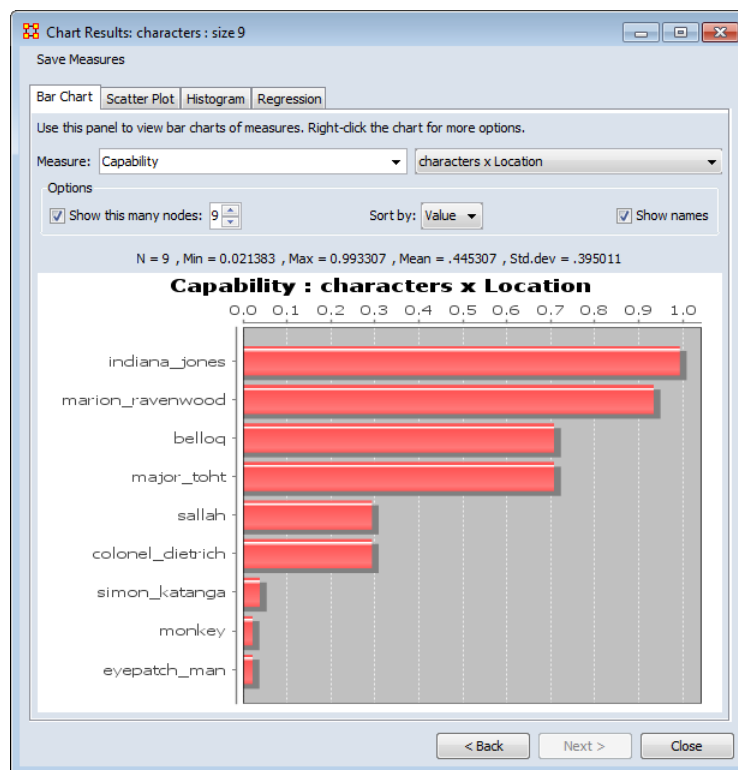 Chart Results: characters : size 9
Save Measures
Bar Chart Scatter Plot Histogram Regression
Use this panel to view bar charts of measures. Right-click the chart for more options.
Measure: Capability characters x Location
Options
Show this many nodes: 9 Sort by: Value Show names
N = 9 , Min = 0.021383 , Max = 0.993307 , Mean = .445307 , Std.dev = .395011
Capability : characters x Location
0.0 0.1 0.2 0.3 0.4 0.5 0.6 0.7 0.8 0.9 1.0
indiana_jones
marion_ravenwood
belloq
major_toht
sallah
colonel_dietrich
simon_katanga
monkey
eyepatch_man
< Back Next > Close